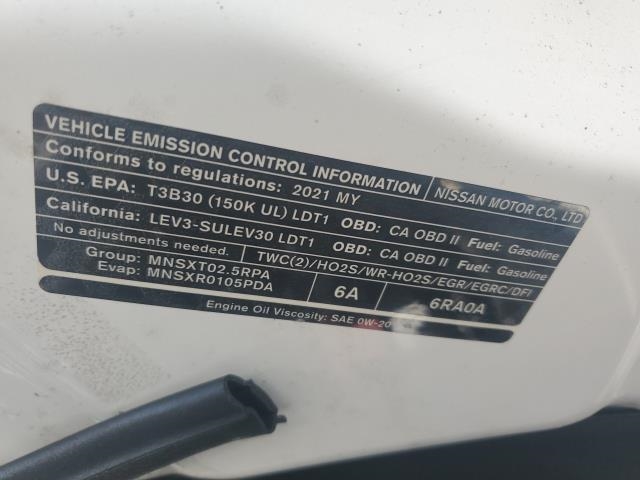 VEHICLE EMISSION CONTROL INFORMATION NISSAN MOTOR CO., LTD
Conforms to regulations: 2021 MY
U.S. EPA: T3B30 (150K UL) LDT1 OBD: CA OBD II Fuel: Gasoline
California: LEV3-SULEV30 LDT1 OBD: CA OBD II Fuel: Gasoline
No adjustments needed. TWC(2)/HO2S/WR-HO2S/EGR/EGRC/DFI
Group: MNSXT02.5RPA
Evap: MNSXR0105PDA 6A 6RA0A
Engine Oil Viscosity: SAE 0W-20